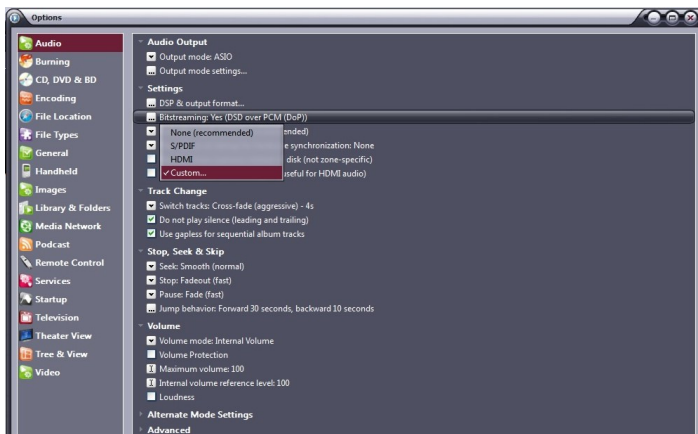 Options
Audio
Burning
CD, DVD & BD
Encoding
File Location
File Types
General
Handheld
Images
Library & Folders
Media Network
Podcast
Remote Control
Services
Startup
Television
Theater View
Tree & View
Video
Audio Output
Output mode: ASIO
Output mode settings...
Settings
DSP & output format...
Bitstreaming: Yes (DSD over PCM (DoP))
None (recommended)
S/PDIF
HDMI
Custom...
ended)
e synchronization: None
disk (not zone-specific)
useful for HDMI audio)
Track Change
Switch tracks: Cross-fade (aggressive) - 4s
Do not play silence (leading and trailing)
Use gapless for sequential album tracks
Stop, Seek & Skip
Seek: Smooth (normal)
Stop: Fadeout (fast)
Pause: Fade (fast)
Jump behavior: Forward 30 seconds, backward 10 seconds
Volume
Volume mode: Internal Volume
Volume Protection
Maximum volume: 100
Internal volume reference level: 100
Loudness
Alternate Mode Settings
Advanced